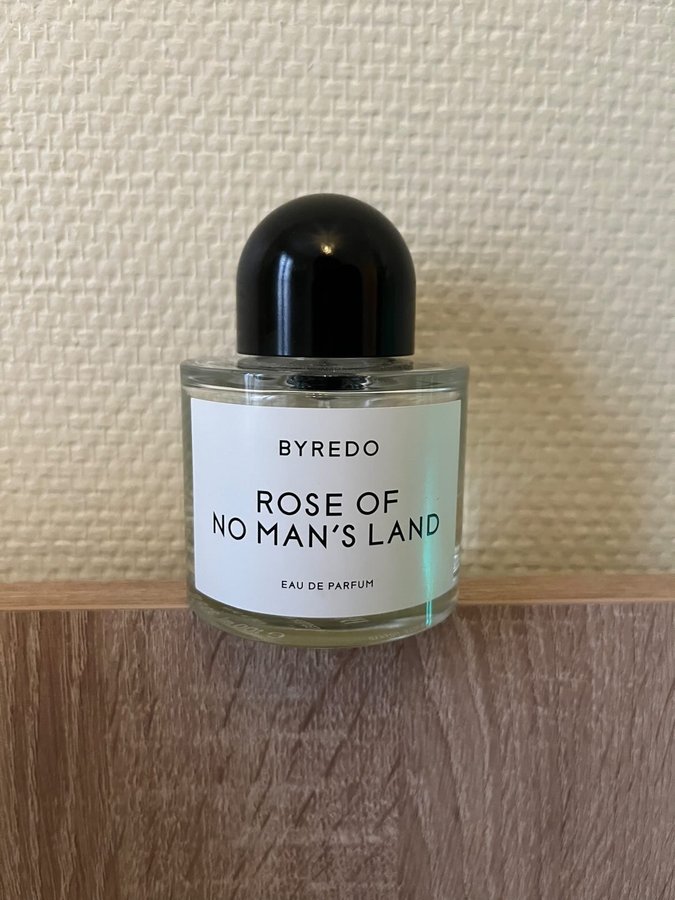 BYREDO
ROSE OF
NO MAN'S LAND
EAU DE PARFUM